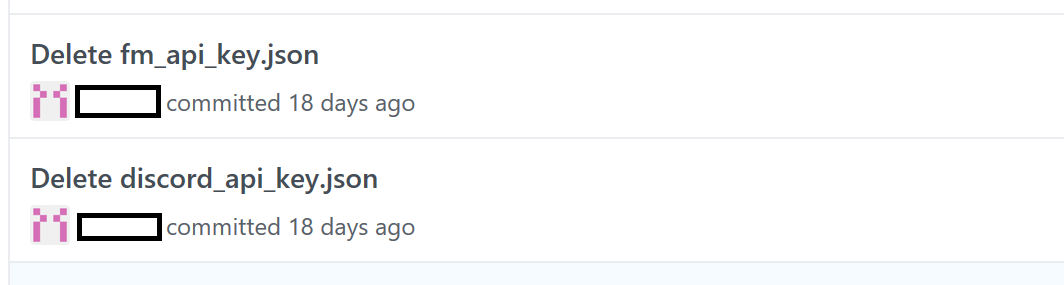 Delete fm_api_key.json
committed 18 days ago
Delete discord_api_key.json
committed 18 days ago